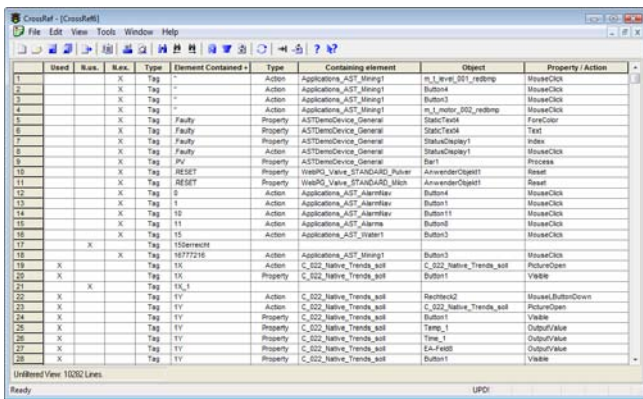 CrossRef - [CrossRef6]
File Edit View Tools Window Help
Used N.us. N.ex. Type Element Contained + Type Containing element Object Property / Action
1 X Tag " Action Applications_AST_Mining1 m_t_level_001_redbmp MouseClick
2 X Tag " Action Applications_AST_Mining1 Button4 MouseClick
3 X Tag " Action Applications_AST_Mining1 Button3 MouseClick
4 X Tag " Action Applications_AST_Mining1 m_t_motor_002_redbmp MouseClick
5 X Tag .Faulty Property ASTDemoDevice_General StaticText4 ForeColor
6 X Tag .Faulty Property ASTDemoDevice_General StaticText4 Text
7 X Tag .Faulty Property ASTDemoDevice_General StatusDisplay1 Index
8 X Tag .Faulty Action ASTDemoDevice_General StatusDisplay1 MouseClick
9 X Tag .PV Property ASTDemoDevice_General Bar1 Process
10 X Tag .RESET Property WebPG_Valve_STANDARD_Pulver AnwenderObjekt1 Reset
11 X Tag .RESET Property WebPG_Valve_STANDARD_Milch AnwenderObjekt1 Reset
12 X Tag 0 Action Applications_AST_AlarmNav Button4 MouseClick
13 X Tag 1 Action Applications_AST_AlarmNav Button1 MouseClick
14 X Tag 10 Action Applications_AST_AlarmNav Button11 MouseClick
15 X Tag 11 Action Applications_AST_Alarms Button8 MouseClick
16 X Tag 15 Action Applications_AST_Water1 Button3 MouseClick
17 X Tag 150erreicht
18 X Tag 16777216 Action Applications_AST_Mining1 Button3 MouseClick
19 X Tag 1X Action C_022_Native_Trends_soll C_022_Native_Trends_soll PictureOpen
20 X Tag 1X Property C_022_Native_Trends_soll Button1 Visible
21 X Tag 1X_1
22 X Tag 1Y Action C_022_Native_Trends_soll Rechteck2 MouseLButtonDown
23 X Tag 1Y Action C_022_Native_Trends_soll C_022_Native_Trends_soll PictureOpen
24 X Tag 1Y Property C_022_Native_Trends_soll Button1 Visible
25 X Tag 1Y Property C_022_Native_Trends_soll Temp_1 OutputValue
26 X Tag 1Y Property C_022_Native_Trends_soll Time_1 OutputValue
27 X Tag 1Y Property C_022_Native_Trends_soll EA-Feld5 OutputValue
28 X Tag 1Y Property C_022_Native_Trends_soll Button1 Visible
Unfiltered View: 10282 Lines.
Ready UPD!